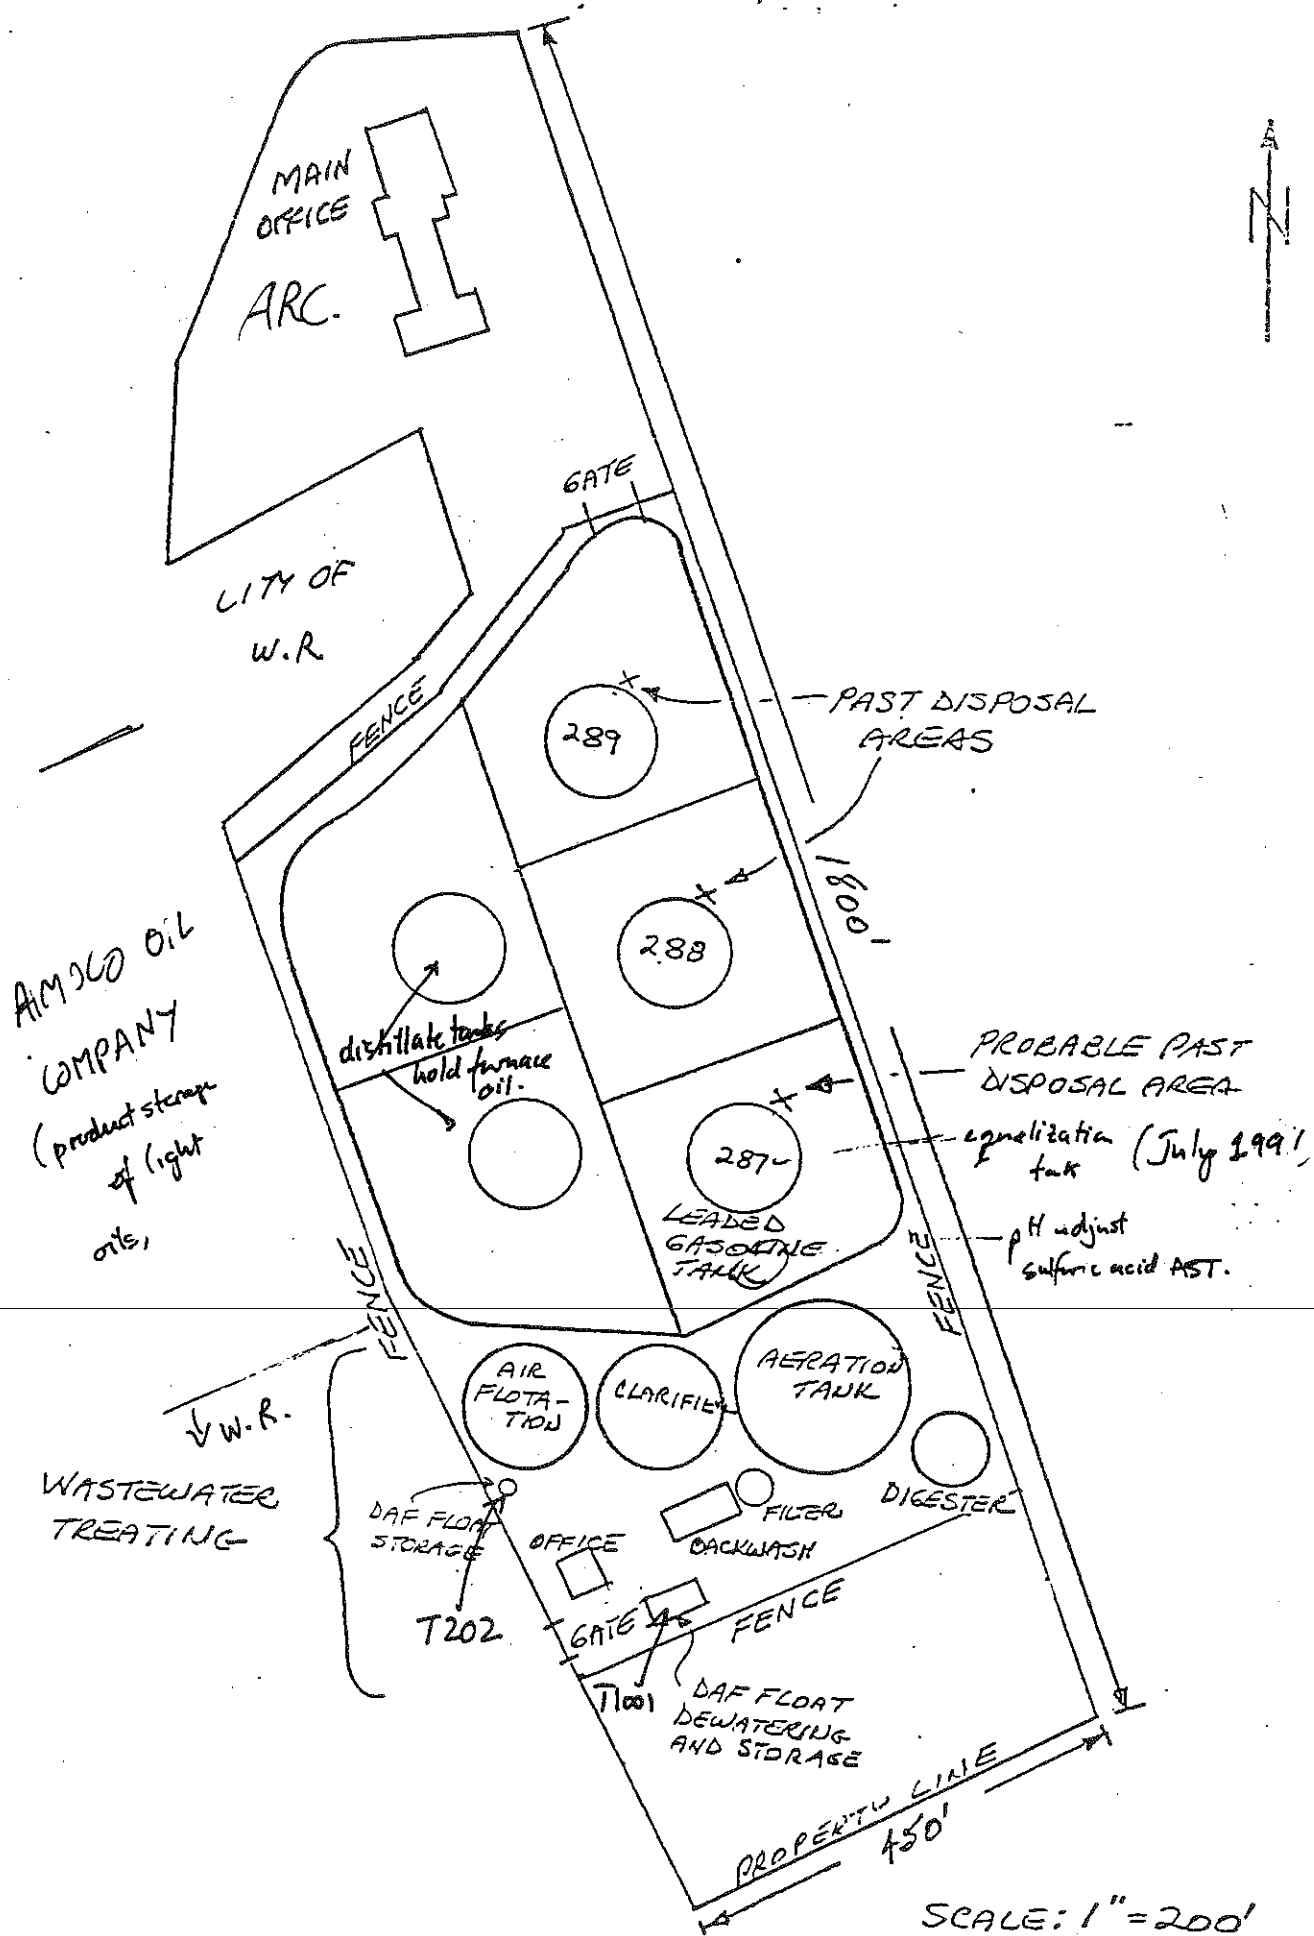 MAIN
OFFICE
ARC.
N
GATE
CITY OF
W.R
FENCE
289
PAST DISPOSAL
AREAS
288
1800'
OIL
COMPANY
(product storage
of light
oils,
distillate tanks
hold furnace
oil.
PROBABLE PAST
DISPOSAL AREA
287
equalization
tank (July 1991,
LEADED
GASOLINE
TANK
pH adjust
sulfuric acid AST.
FENCE
FENCE
W.R.
WASTEWATER
TREATING
AIR
FLOTA-
TION
CLARIFIER
AERATION
TANK
DIGESTER
DAF FLOAT
STORAGE
T202
OFFICE
FILTER
BACKWASH
GATE
FENCE
T1001
DAF FLOAT
DEWATERING
AND STORAGE
PROPERTY LINE
450'
SCALE: 1"=200'